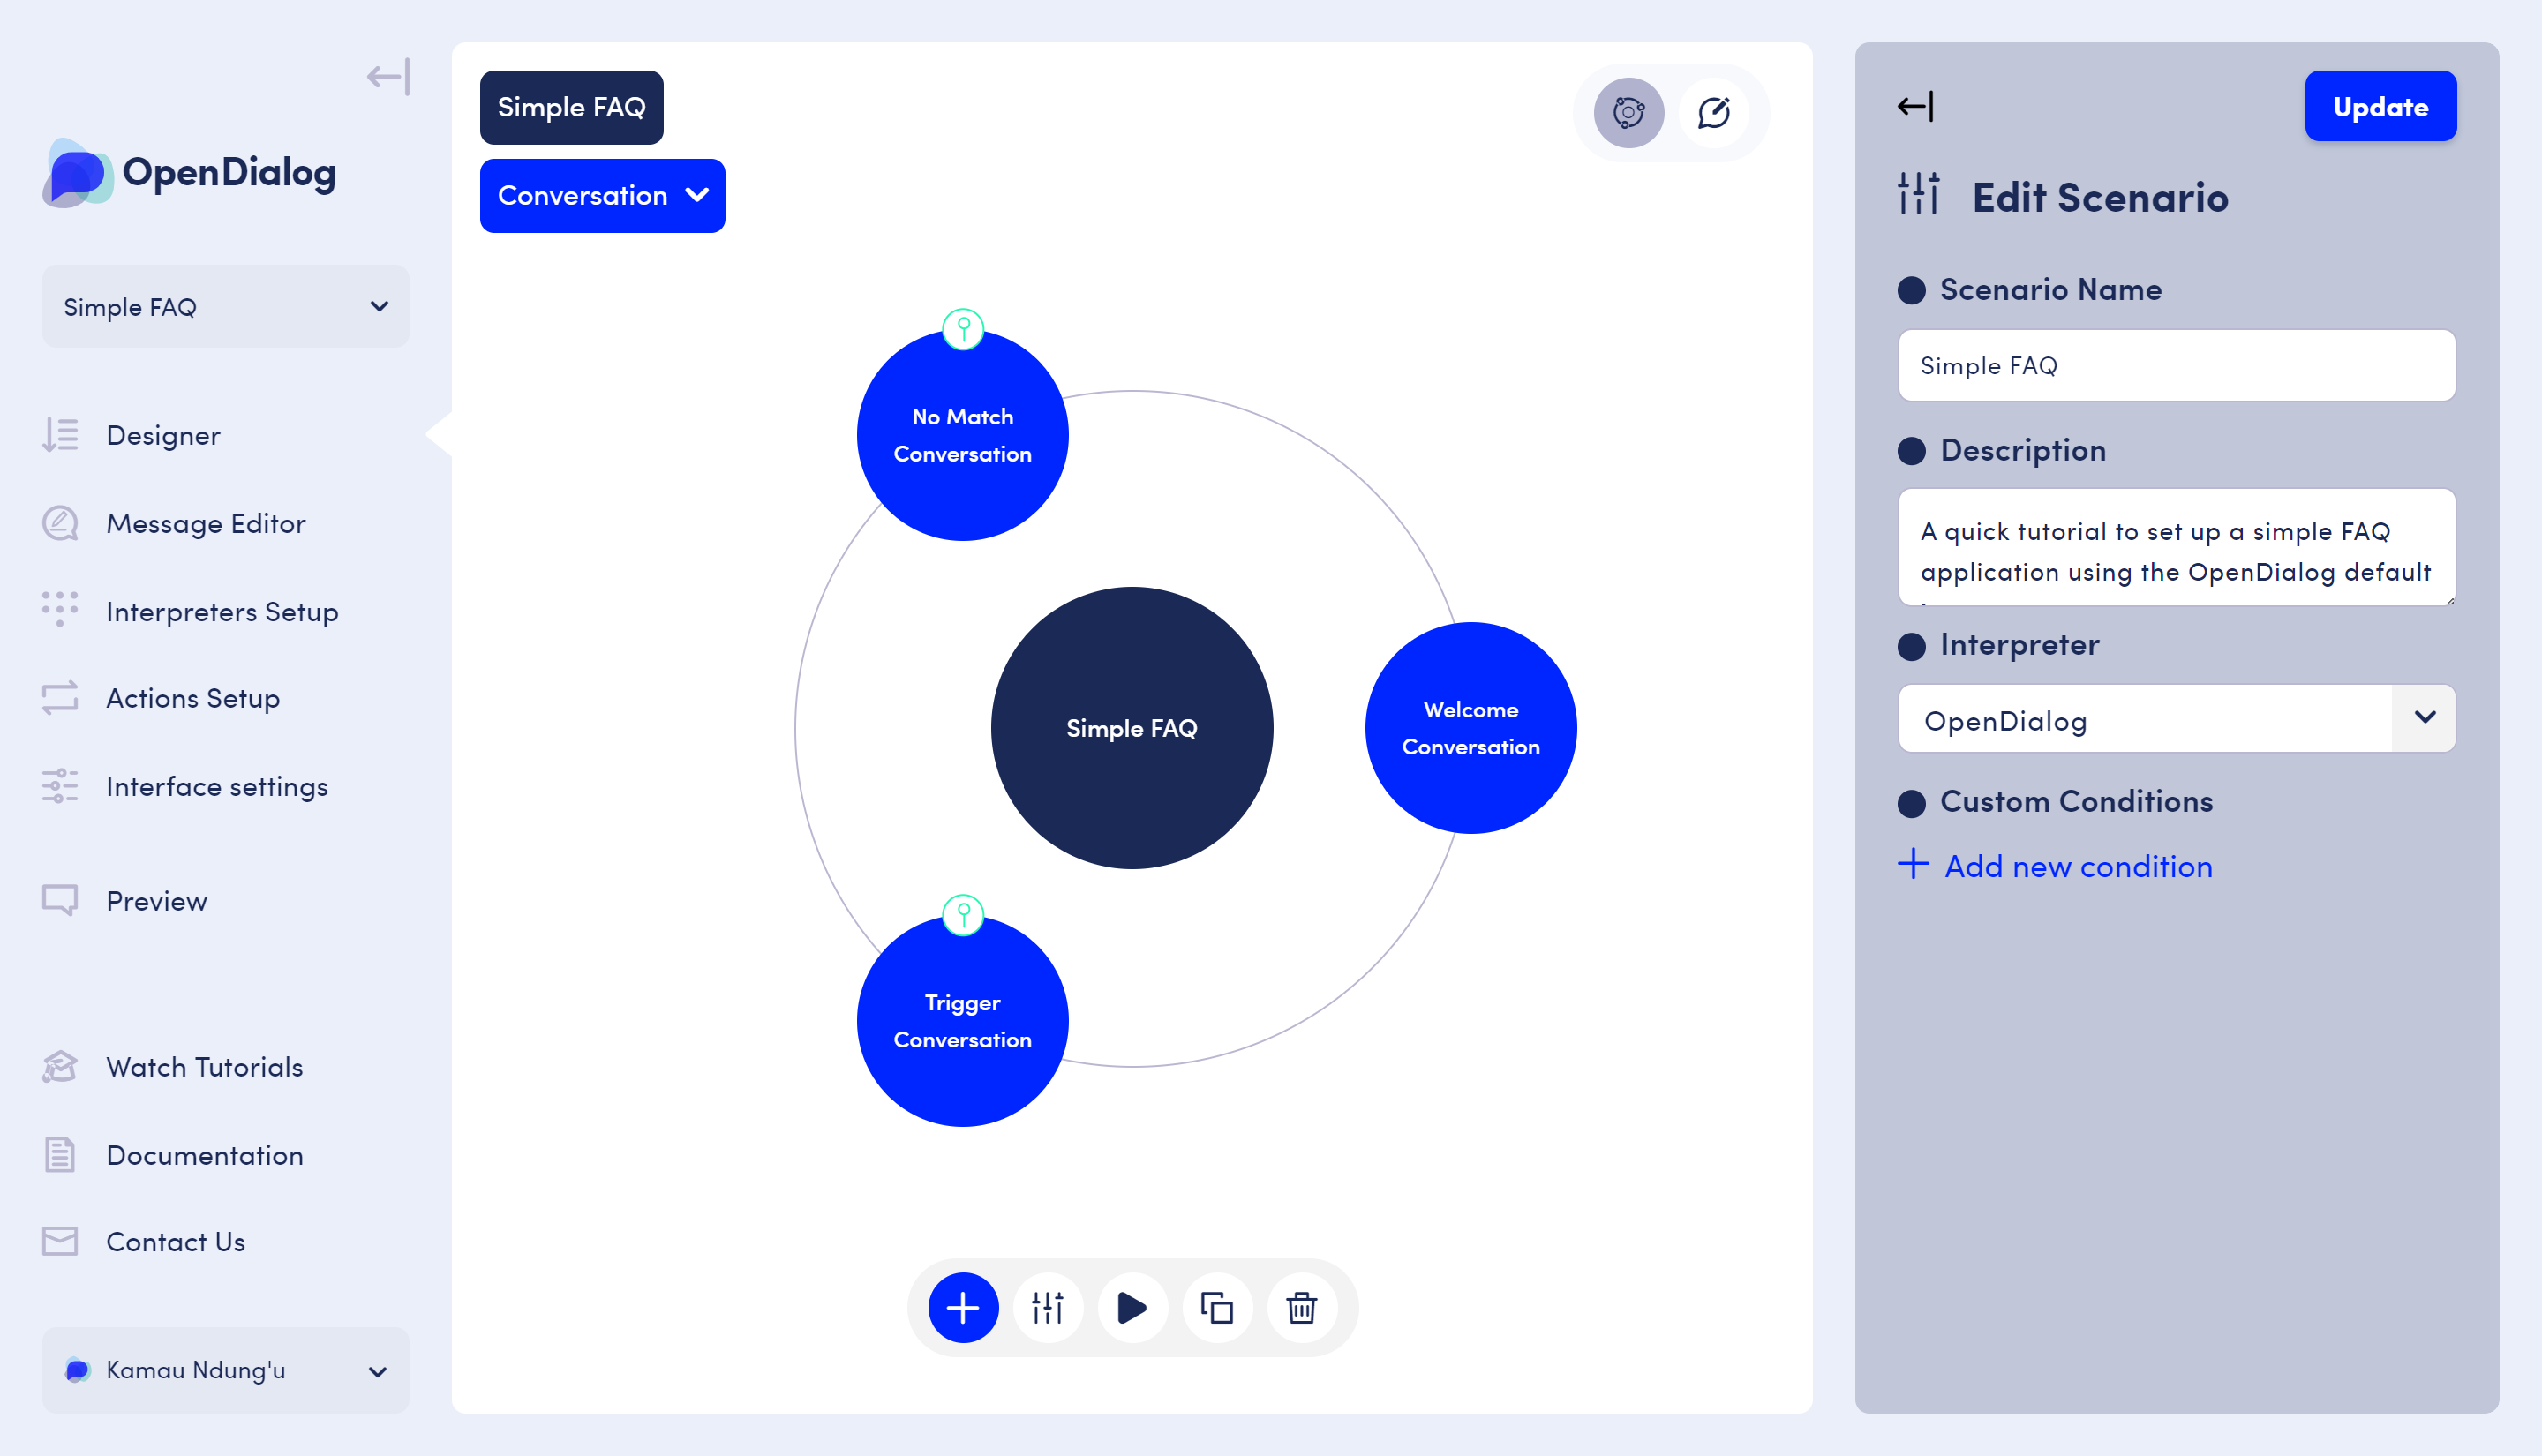 OpenDialog
Simple FAQ
Designer
Message Editor
Interpreters Setup
Actions Setup
Interface settings
Preview
Watch Tutorials
Documentation
Contact Us
Kamau Ndung'u
Simple FAQ
Conversation
No Match
Conversation
Simple FAQ
Welcome
Conversation
Trigger
Conversation
Update
Edit Scenario
Scenario Name
Simple FAQ
Description
A quick tutorial to set up a simple FAQ
application using the OpenDialog default
Interpreter
OpenDialog
Custom Conditions
Add new condition